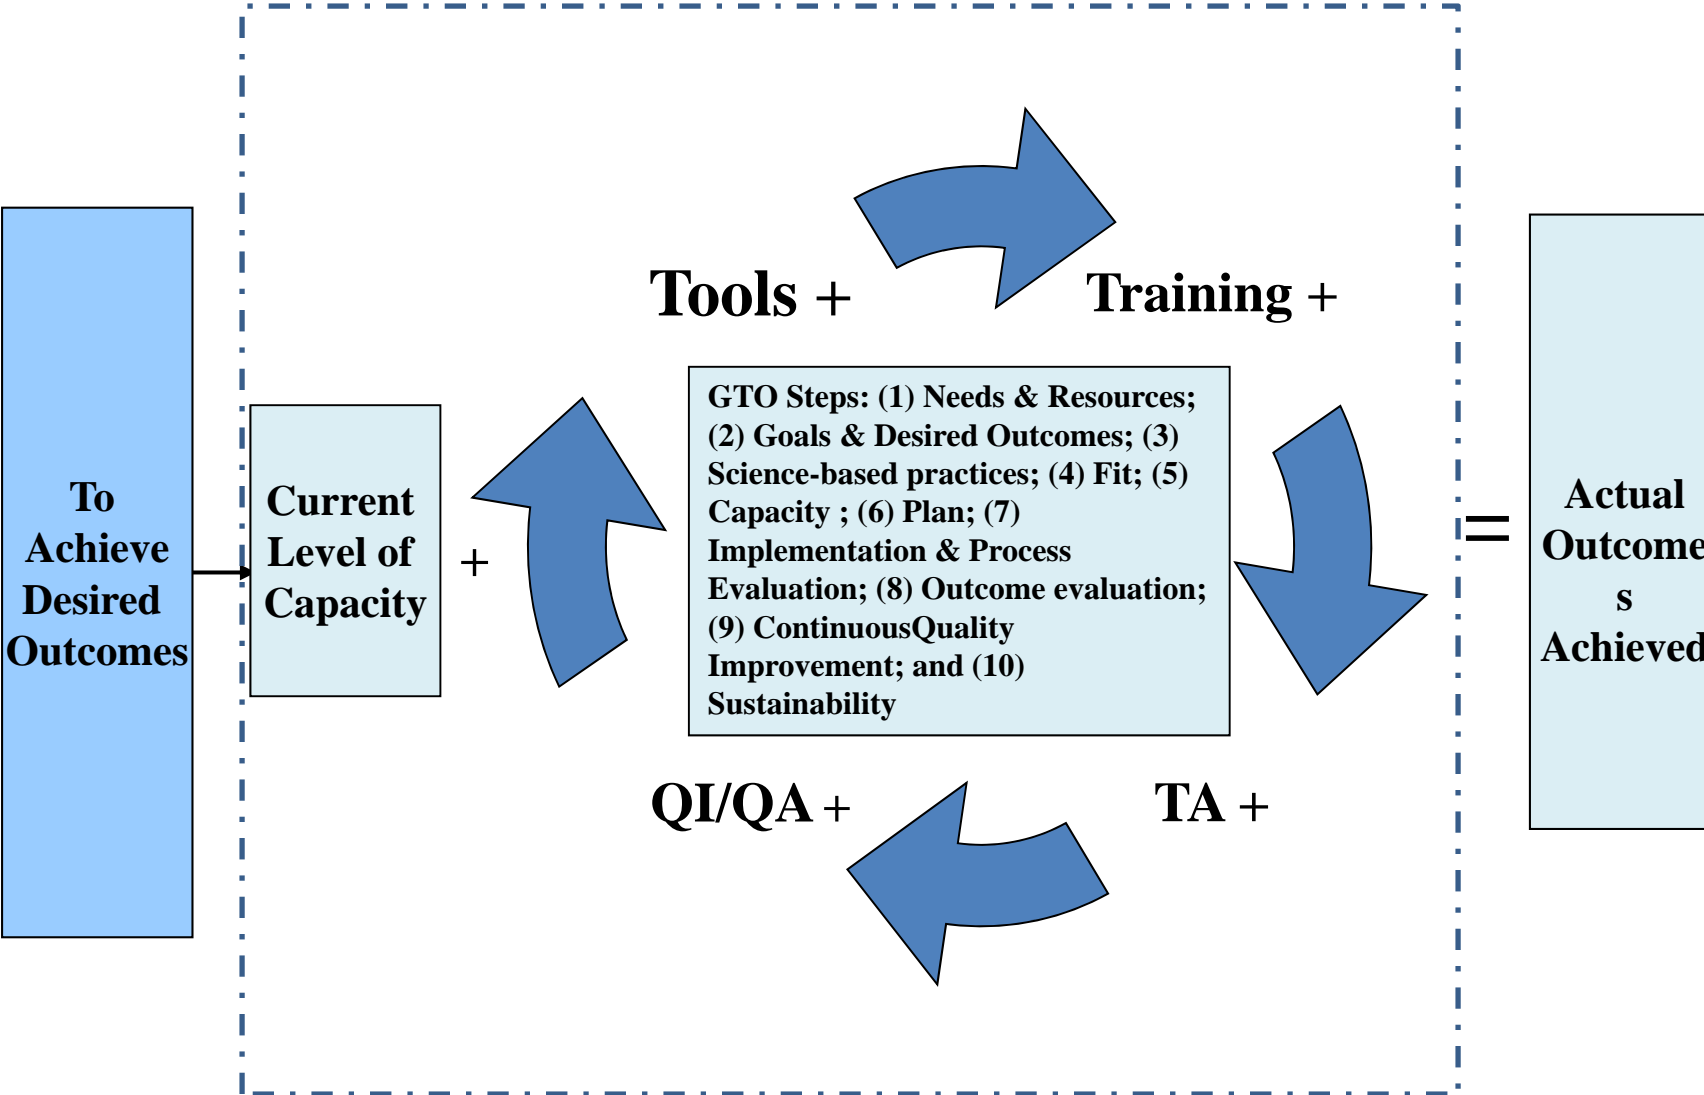 To
Achieve
Desired
Outcomes
Current
Level of
Capacity
+
Tools +
Training +
GTO Steps: (1) Needs & Resources;
(2) Goals & Desired Outcomes; (3)
Science-based practices; (4) Fit; (5)
Capacity ; (6) Plan; (7)
Implementation & Process
Evaluation; (8) Outcome evaluation;
(9) ContinuousQuality
Improvement; and (10)
Sustainability
QI/QA +
TA +
=
Actual
Outcome
s
Achieved